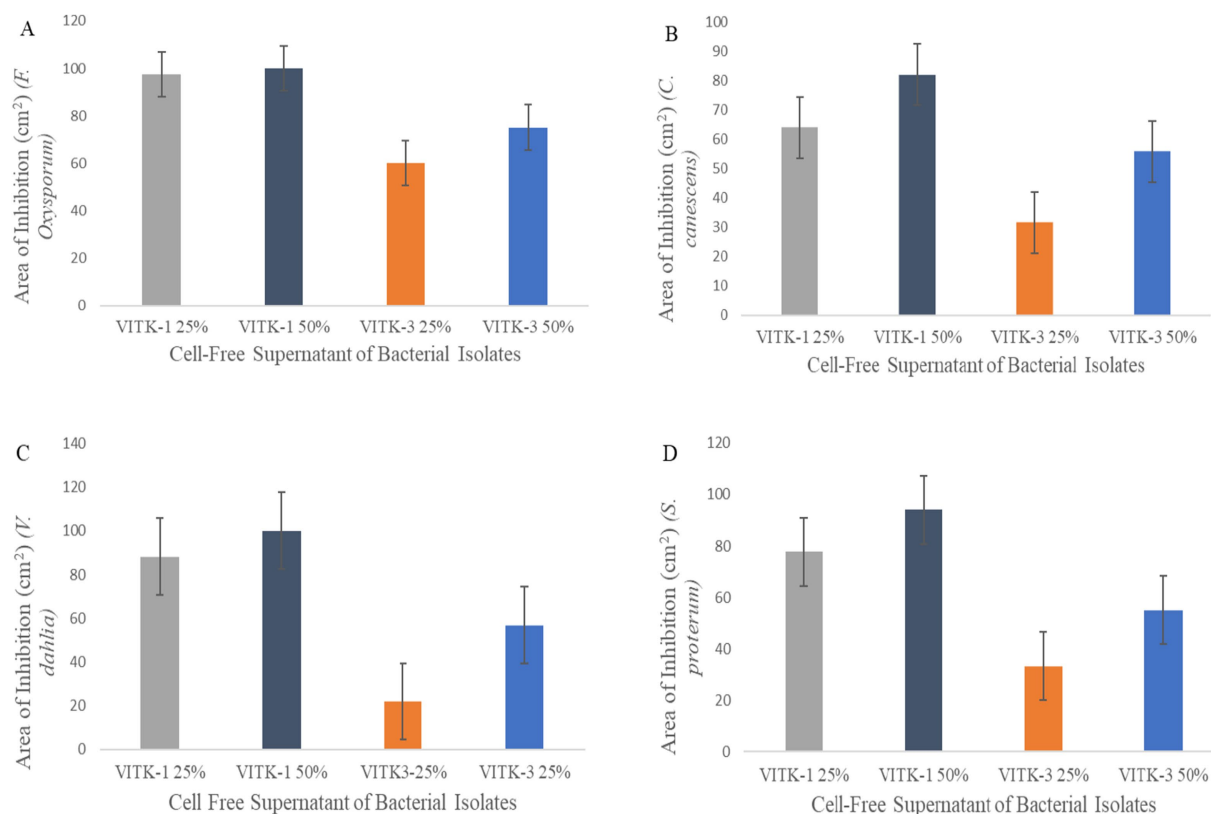 A
Area of Inhibition (cm²) (F.
Oxysporum)
120
100
80
60
40
20
0
VITK-1 25% VITK-1 50% VITK-3 25% VITK-3 50%
Cell-Free Supernatant of Bacterial Isolates
B
Area of Inhibition (cm²) (C.
canescens)
100
90
80
70
60
50
40
30
20
10
0
VITK-1 25% VITK-1 50% VITK-3 25% VITK-3 50%
Cell-Free Supernatant of Bacterial Isolates
C
Area of Inhibition (cm²) (V.
dahlia)
140
120
100
80
60
40
20
0
VITK-1 25% VITK-1 50% VITK3-25% VITK-3 25%
Cell Free Supernatant of Bacterial Isolates
D
Area of Inhibition (cm²) (S.
proterum)
120
100
80
60
40
20
0
VITK-1 25% VITK-1 50% VITK-3 25% VITK-3 50%
Cell-Free Supernatant of Bacterial Isolates